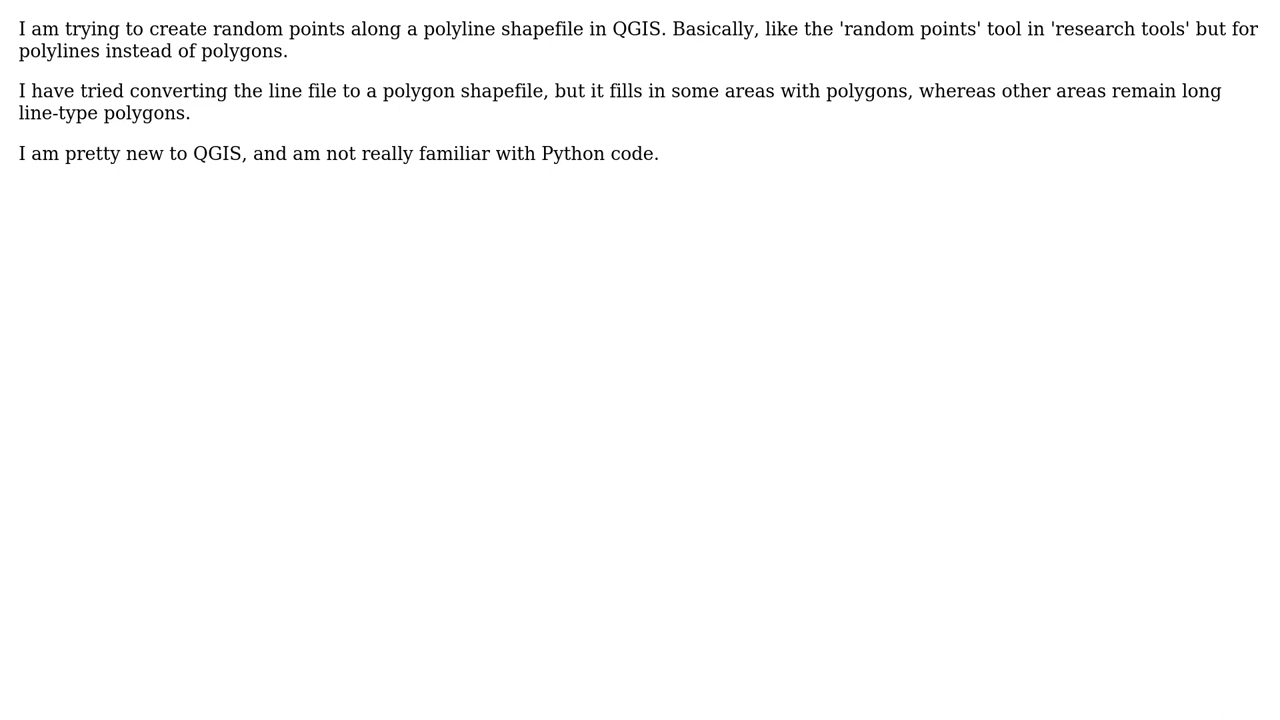 I am trying to create random points along a polyline shapefile in QGIS. Basically, like the 'random points' tool in 'research tools' but for
polylines instead of polygons.
I have tried converting the line file to a polygon shapefile, but it fills in some areas with polygons, whereas other areas remain long
line-type polygons.
I am pretty new to QGIS, and am not really familiar with Python code.